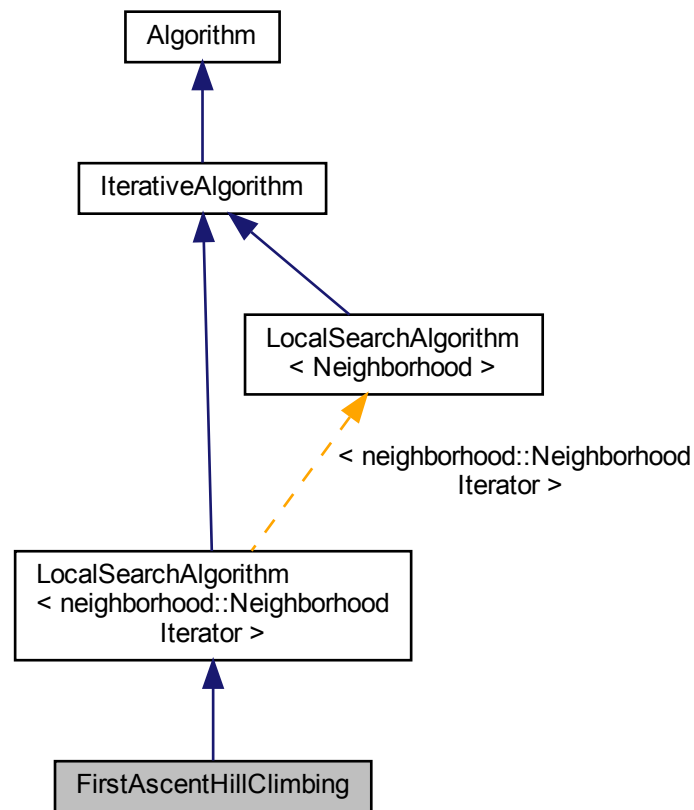 Algorithm
IterativeAlgorithm
LocalSearchAlgorithm
< Neighborhood >
< neighborhood::Neighborhood
Iterator >
LocalSearchAlgorithm
< neighborhood::Neighborhood
Iterator >
FirstAscentHillClimbing